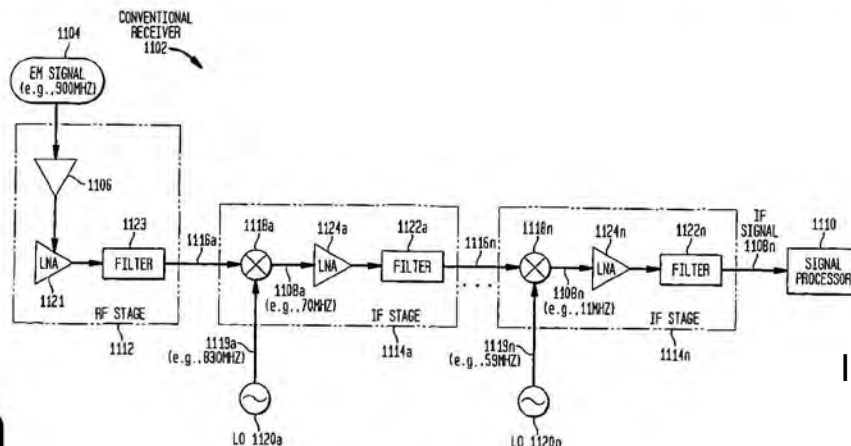 CONVENTIONAL
RECEIVER
1102
1104
EM SIGNAL
(e.g.,900MHZ)
1106
1123
LNA
FILTER
1121
RF STAGE
1112
1116a
1118a
1124a
1122a
LNA
FILTER
1108a
(e.g.,70MHZ)
IF STAGE
1114a
1119a
(e.g.,830MHZ)
LO 1120a
1116n
. . .
1118n
1124n
1122n
LNA
FILTER
1108n
(e.g.,11MHZ)
IF STAGE
1114n
1119n
(e.g.,59MHZ)
LO 1120n
IF
SIGNAL
1108n
1110
SIGNAL
PROCESSOR